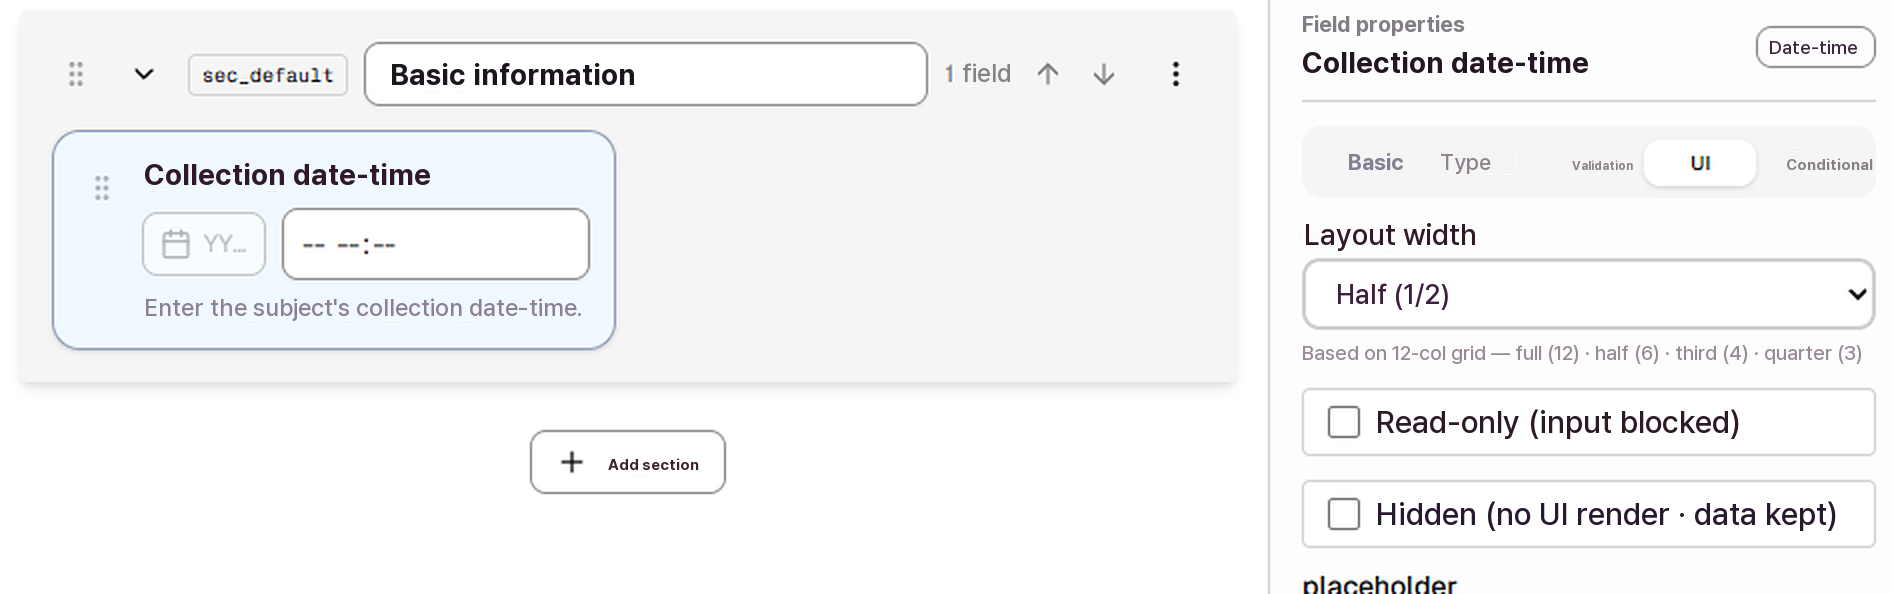 sec_default
Basic information
1 field
Collection date-time
YY...
-- --:--
Enter the subject's collection date-time.
Add section
Field properties
Collection date-time
Date-time
Basic Type Validation UI Conditional
Layout width
Half (1/2)
Based on 12-col grid — full (12) · half (6) · third (4) · quarter (3)
Read-only (input blocked)
Hidden (no UI render · data kept)
placeholder